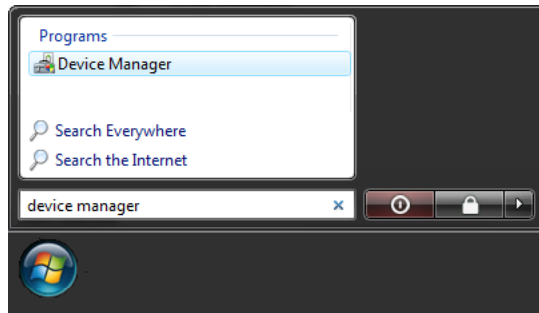 Programs
Device Manager
Search Everywhere
Search the Internet
device manager